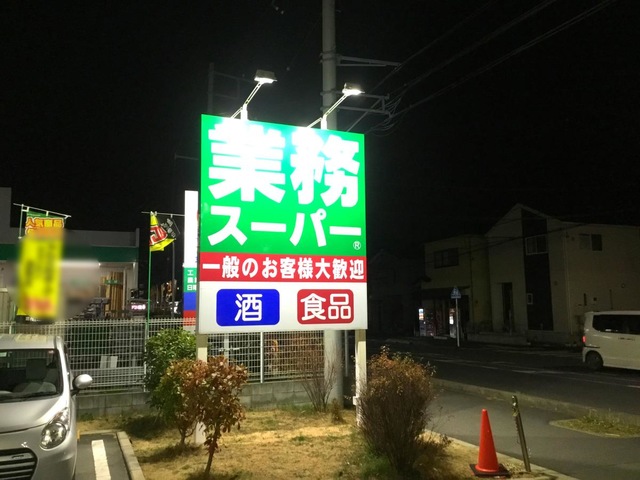 業務
スーパー®
一般のお客様大歓迎
酒
食品